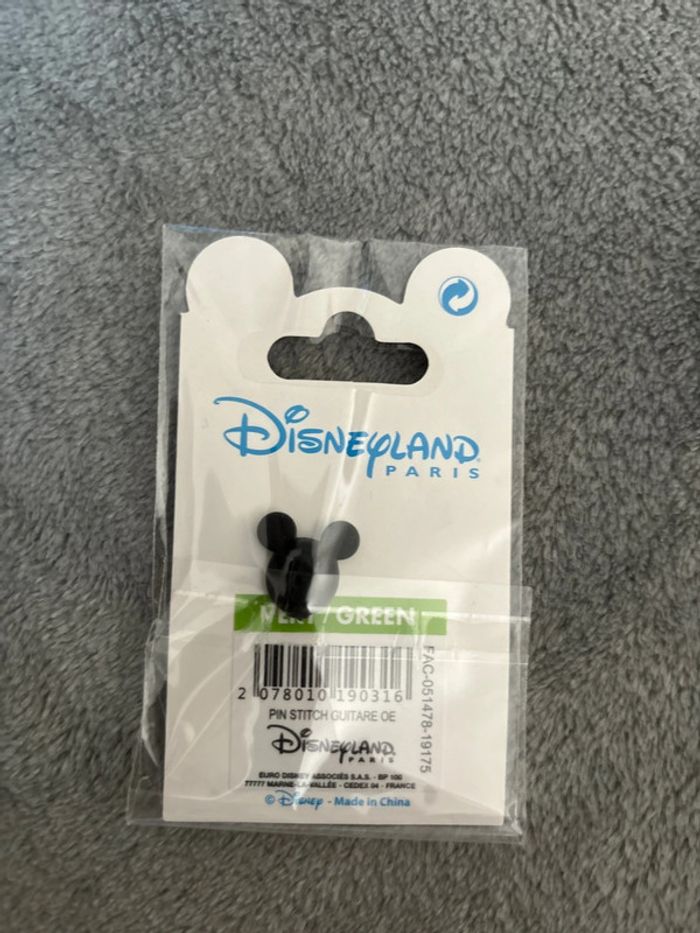 DISNEYLAND
PARIS
VERT / GREEN
2 078010 190316
PIN STITCH GUITARE OE
FAC-051478-19175
DISNEYLAND
PARIS
EURO DISNEY ASSOCIÉS S.A.S. - BP 100
77777 MARNE-LA-VALLÉE - CEDEX 04 - FRANCE
© Disney - Made in China